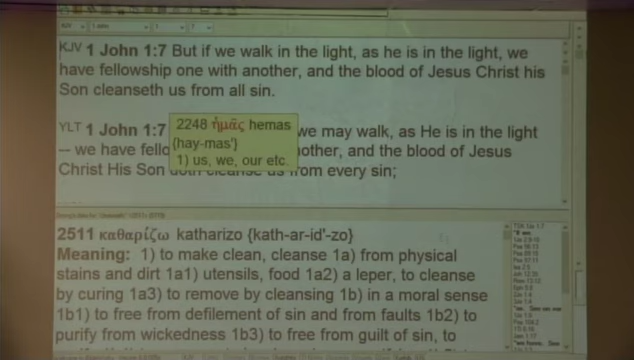 KJV 1 John 1:7 But if we walk in the light, as he is in the light, we
have fellowship one with another, and the blood of Jesus Christ his
Son cleanseth us from all sin.
YLT 1 John 1:7 we may walk, as He is in the light
— we have fello other, and the blood of Jesus
Christ His Son doth cleanse us from every sin;
2248 ἡμᾶς hemas
{hay-mas'}
1) us, we, our etc.
2511 καθαρίζω katharizo {kath-ar-id'-zo}
Meaning: 1) to make clean, cleanse 1a) from physical
stains and dirt 1a1) utensils, food 1a2) a leper, to cleanse
by curing 1a3) to remove by cleansing 1b) in a moral sense
1b1) to free from defilement of sin and from faults 1b2) to
purify from wickedness 1b3) to free from guilt of sin, to